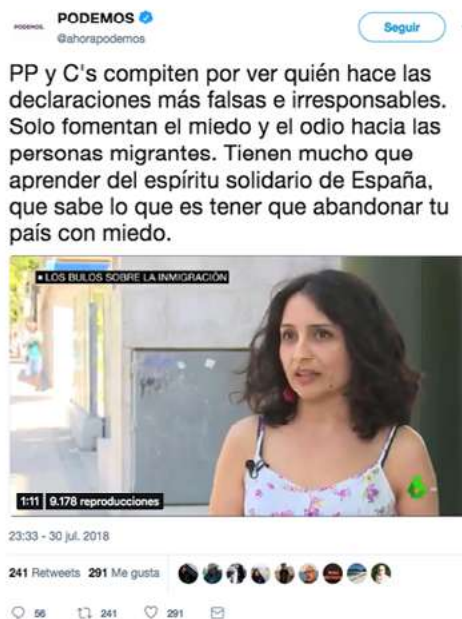 PODEMOS
@ahorapodemos
Seguir
PODEMOS.
PP y C's compiten por ver quién hace las
declaraciones más falsas e irresponsables.
Solo fomentan el miedo y el odio hacia las
personas migrantes. Tienen mucho que
aprender del espíritu solidario de España,
que sabe lo que es tener que abandonar tu
país con miedo.
LOS BULOS SOBRE LA INMIGRACIÓN
1:11 | 9.178 reproducciones
23:33 - 30 jul. 2018
241 Retweets 291 Me gusta
56 241 291